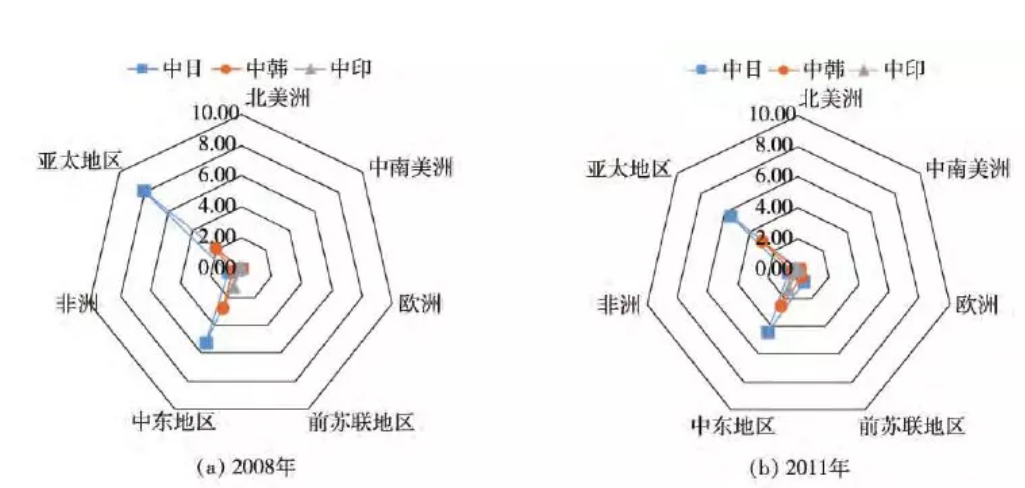 中日 中韩 中印
北美洲
10.00
8.00
6.00
4.00
2.00
0.00
亚太地区
中南美洲
非洲
欧洲
中东地区
前苏联地区
(a) 2008年
中日 中韩 中印
北美洲
10.00
8.00
6.00
4.00
2.00
0.00
亚太地区
中南美洲
非洲
欧洲
中东地区
前苏联地区
(b) 2011年